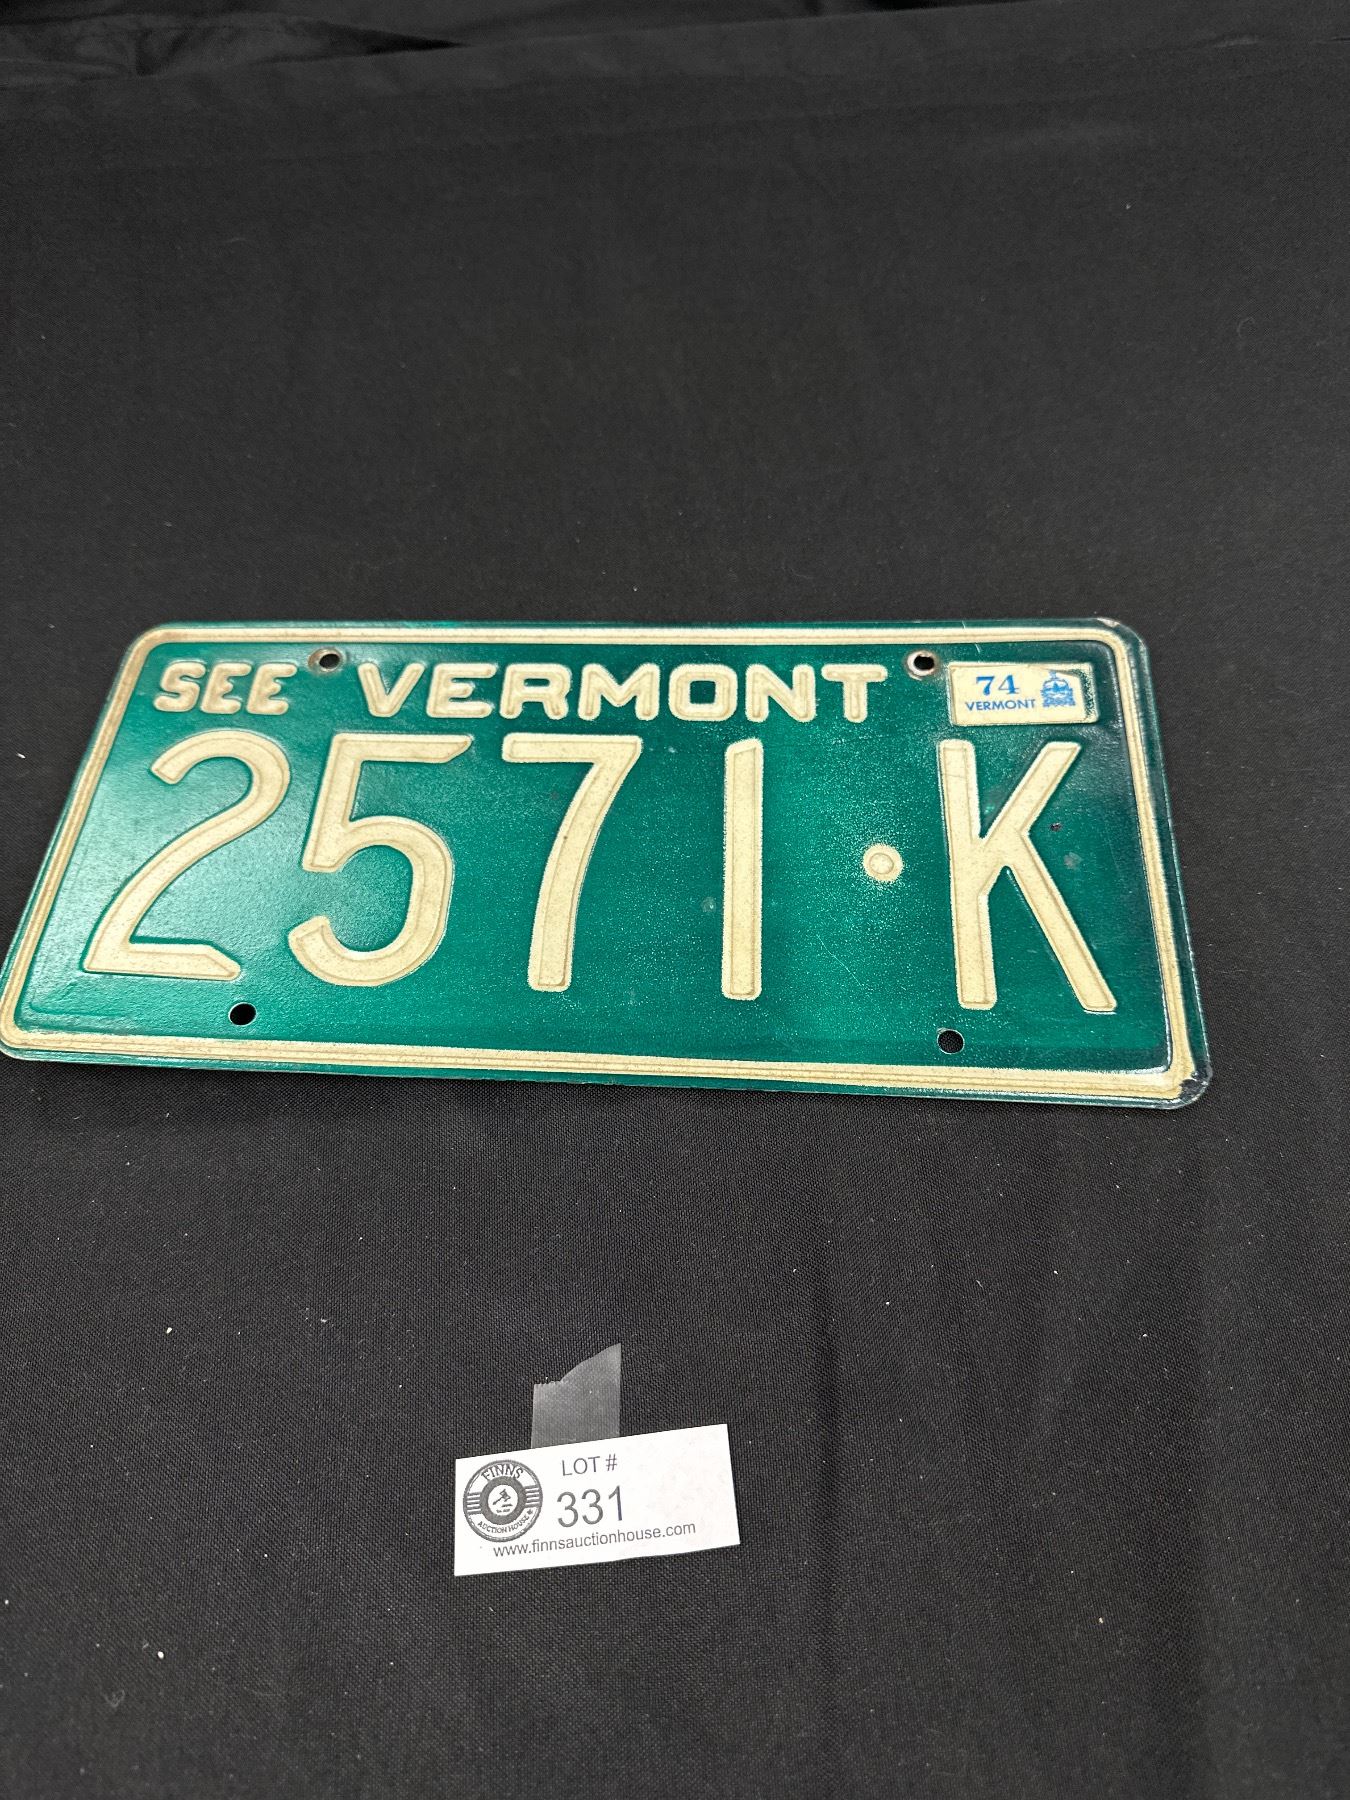 SEE VERMONT
74
VERMONT
2571·K
FINNS
AUCTION HOUSE
LOT #
331
www.finnsauctionhouse.com